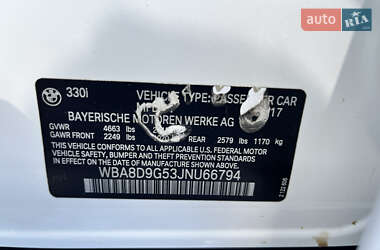 auto RIA
330i
VEHICLE TYPE: PASSENGER CAR
17
BAYERISCHE MOTOREN WERKE AG
GVWR 4663 lbs
GAWR FRONT 2249 lbs REAR 2579 lbs 1170 kg
THIS VEHICLE CONFORMS TO ALL APPLICABLE U.S. FEDERAL MOTOR
VEHICLE SAFETY, BUMPER AND THEFT PREVENTION STANDARDS IN
EFFECT ON THE DATE OF MANUFACTURE SHOWN ABOVE.
WBA8D9G53JNU66794